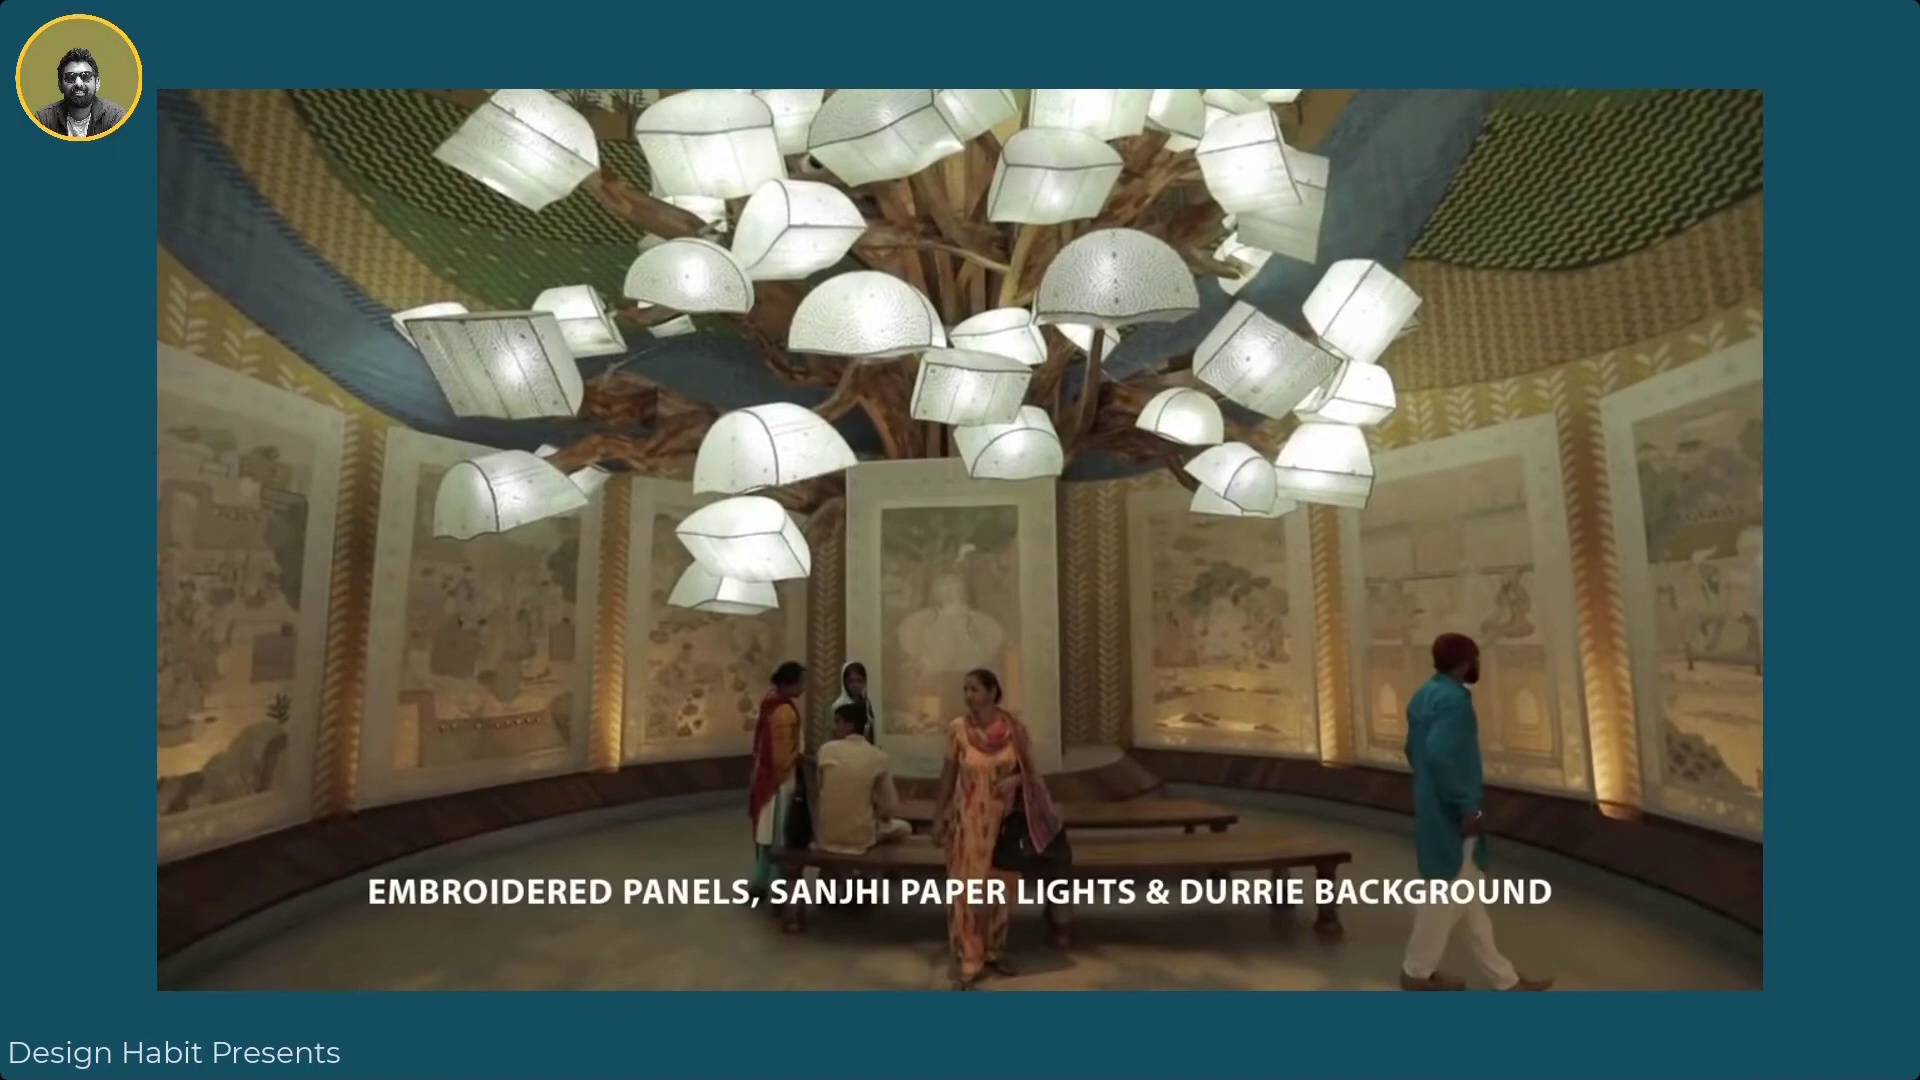 EMBROIDERED PANELS, SANJHI PAPER LIGHTS & DURRIE BACKGROUND
Design Habit Presents